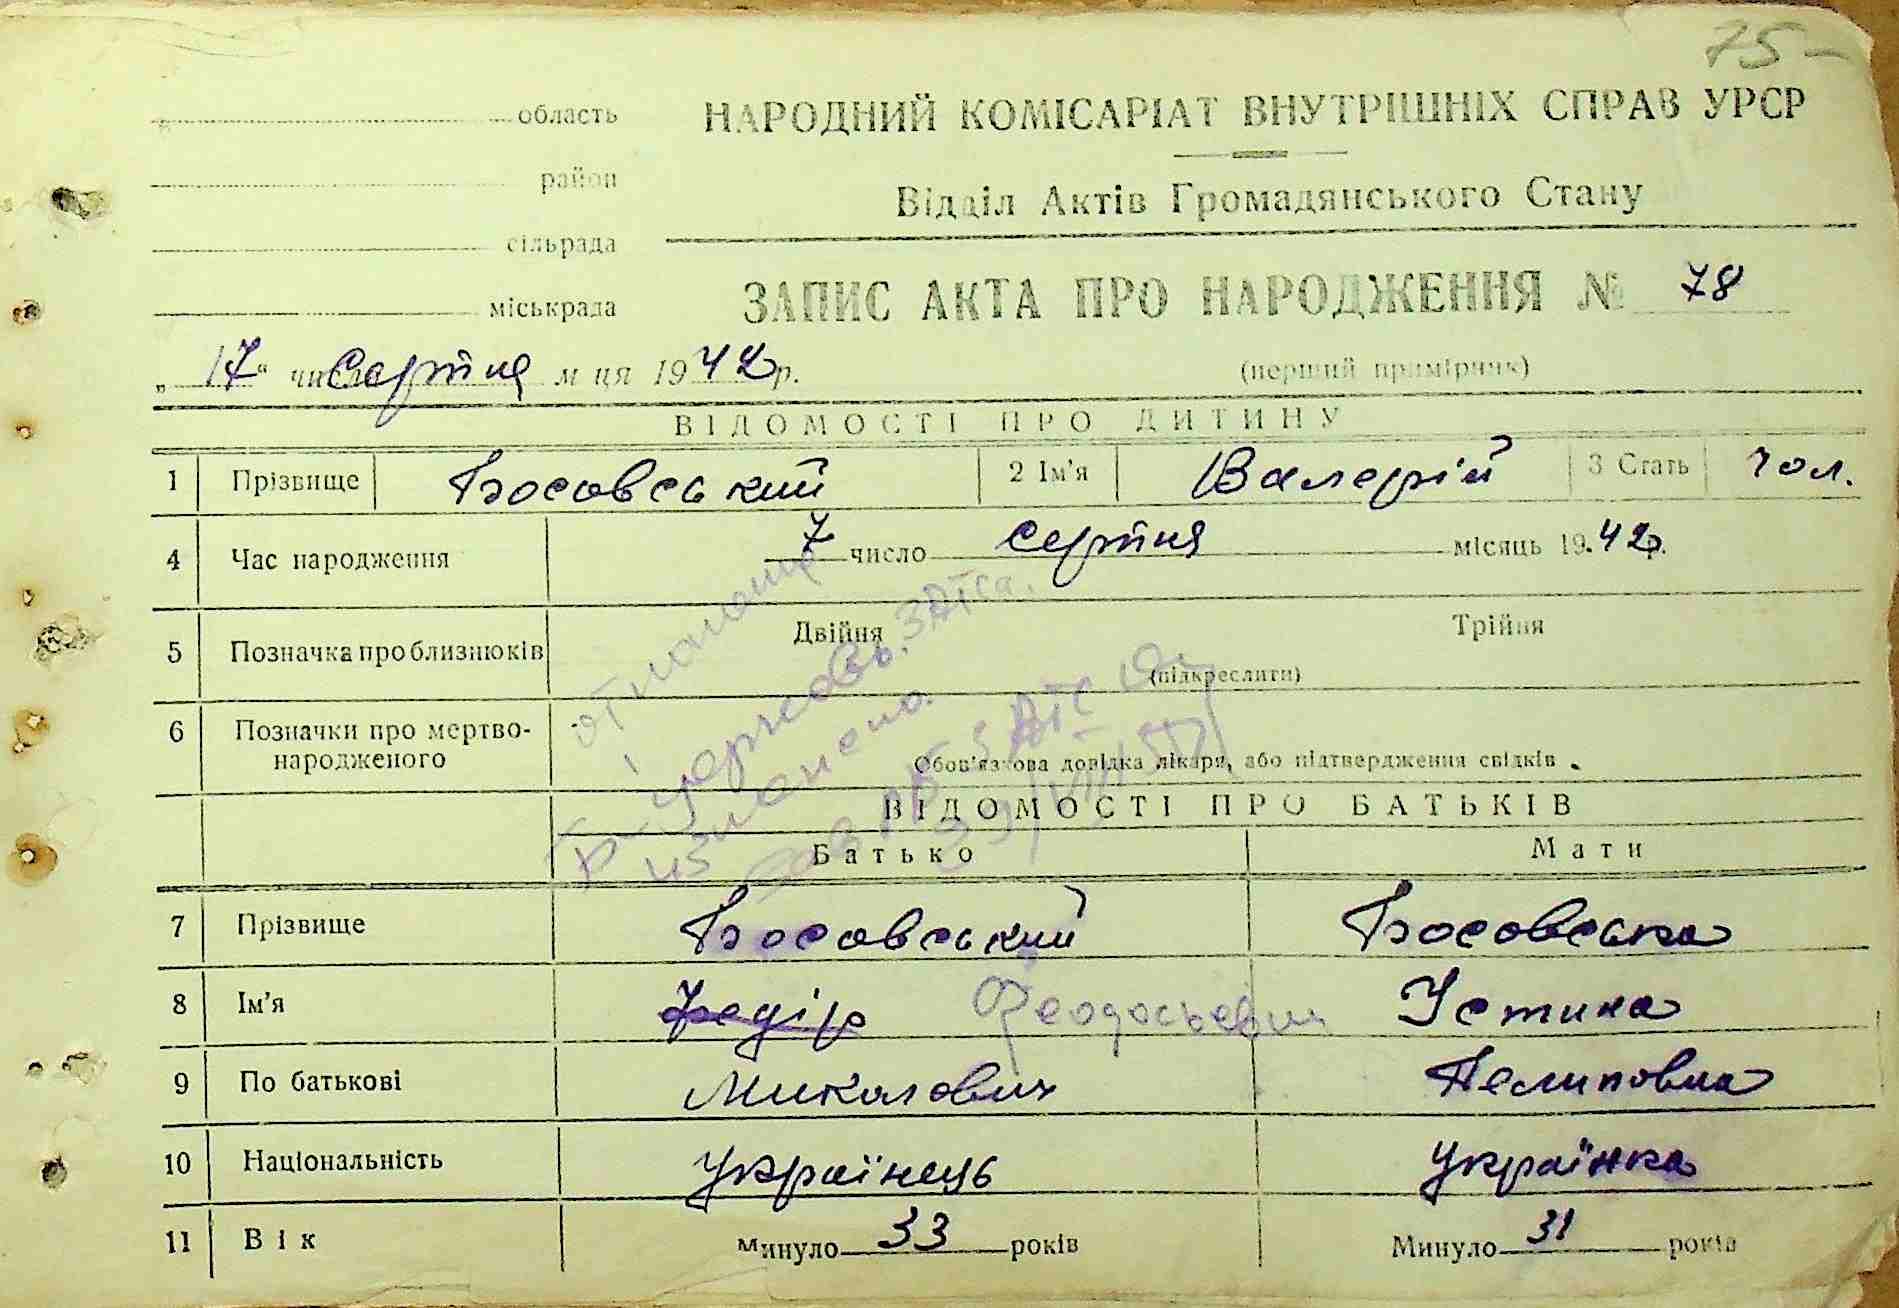 75-
область НАРОДНИЙ КОМІСАРІАТ ВНУТРІШНІХ СПРАВ УРСР
район
Відділ Актів Громадянського Стану
сільрада
міськрада ЗАПИС АКТА ПРО НАРОДЖЕННЯ № 78
„17" числа серпня м ця 1942 р. (перший примірник)
ВІДОМОСТІ ПРО ДИТИНУ
1 Прізвище Босовський 2 Ім'я Валерій 3 Стать чол.
4 Час народження 7 число серпня місяць 1942р.
5 Позначка про близнюків Двійня Трійня
(підкреслити)
6 Позначки про мертво-
народженого Обов'язкова довідка лікаря, або підтвердження свідків.
ВІДОМОСТІ ПРО БАТЬКІВ
Батько Мати
7 Прізвище Босовський Босовська
8 Ім'я Федір Устина
9 По батькові Миколович Пелиповна
10 Національність Українець Українка
11 Вік Минуло 33 років Минуло 31 років
ЗАГСа.
ЗАГС